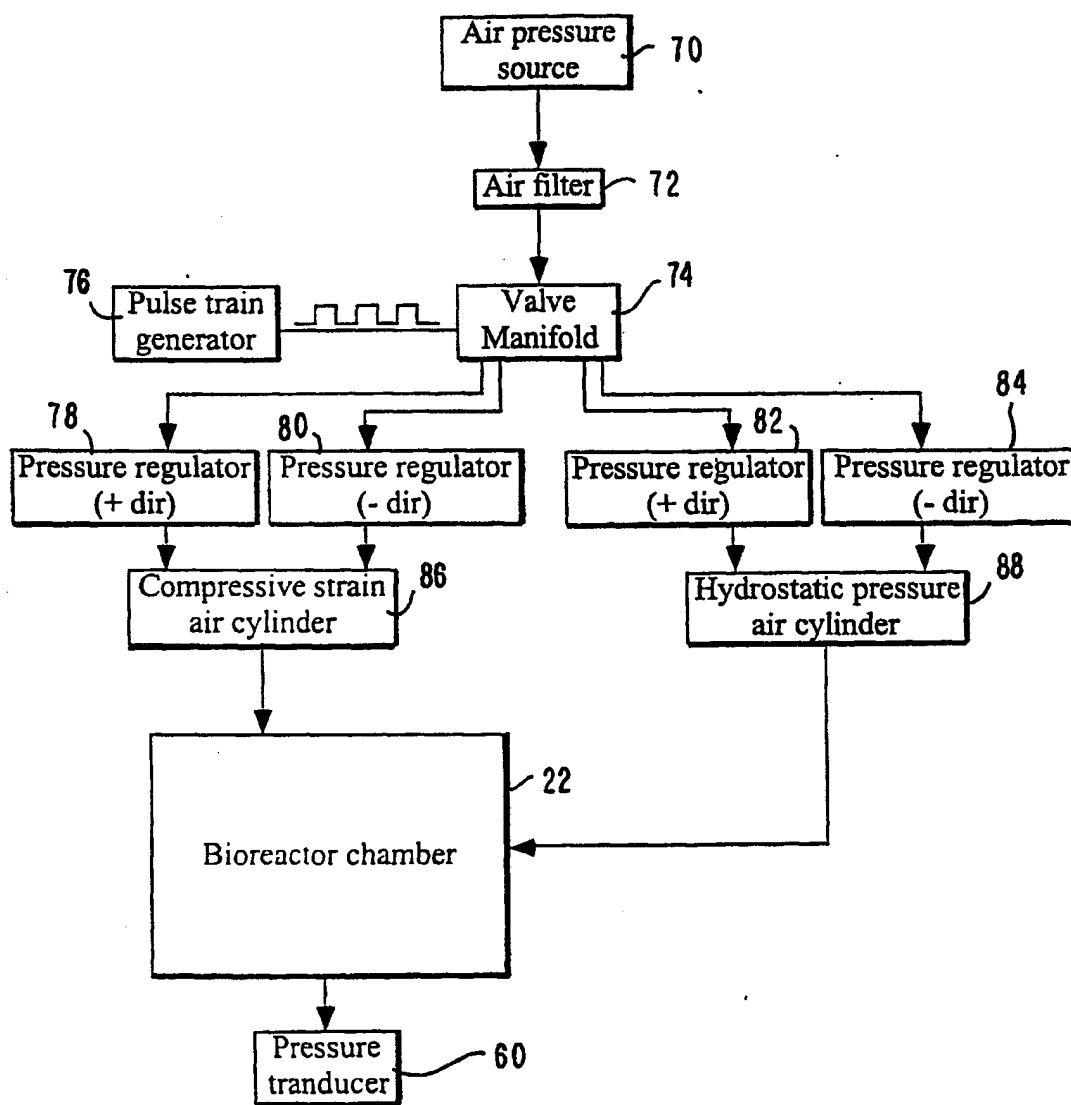 Air pressure
source
70
Air filter
72
Valve
Manifold
74
76
Pulse train
generator
78
Pressure regulator
(+ dir)
80
Pressure regulator
(- dir)
82
Pressure regulator
(+ dir)
84
Pressure regulator
(- dir)
Compressive strain
air cylinder
86
Hydrostatic pressure
air cylinder
88
Bioreactor chamber
22
Pressure
tranducer
60